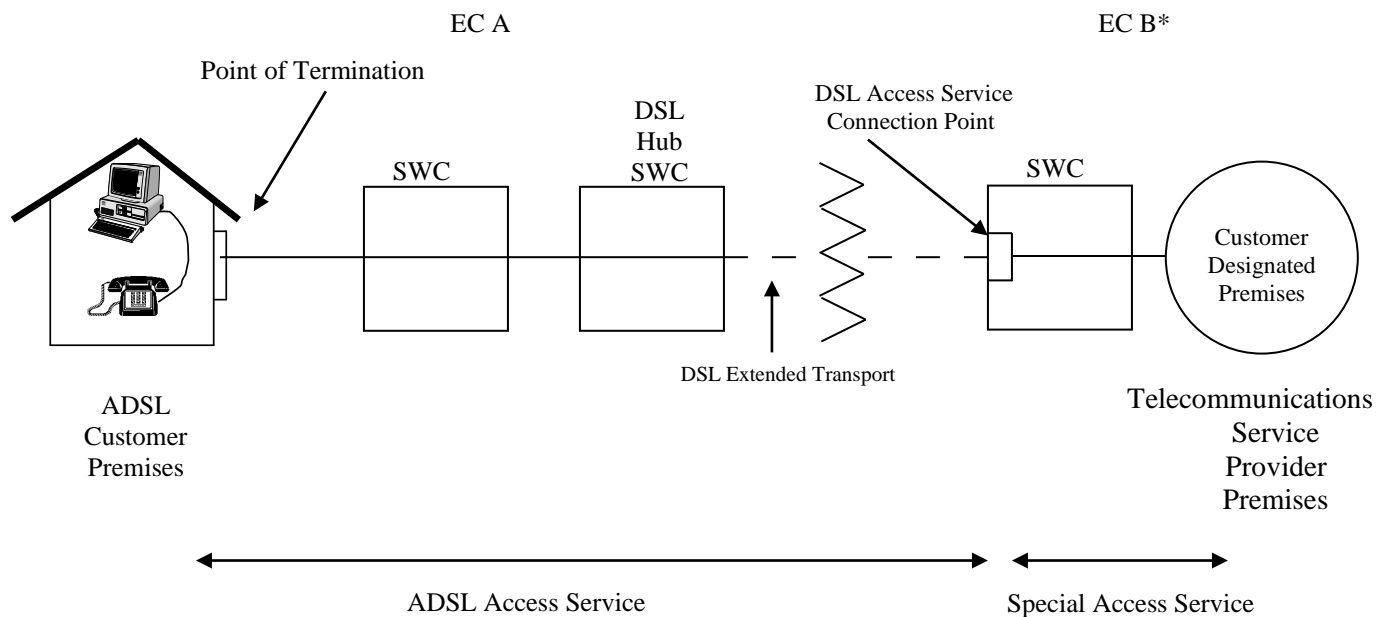 EC A
EC B*
Point of Termination
DSL Access Service
Connection Point
DSL
Hub
SWC
SWC
SWC
Customer
Designated
Premises
DSL Extended Transport
ADSL
Customer
Premises
Telecommunications
Service
Provider
Premises
ADSL Access Service
Special Access Service